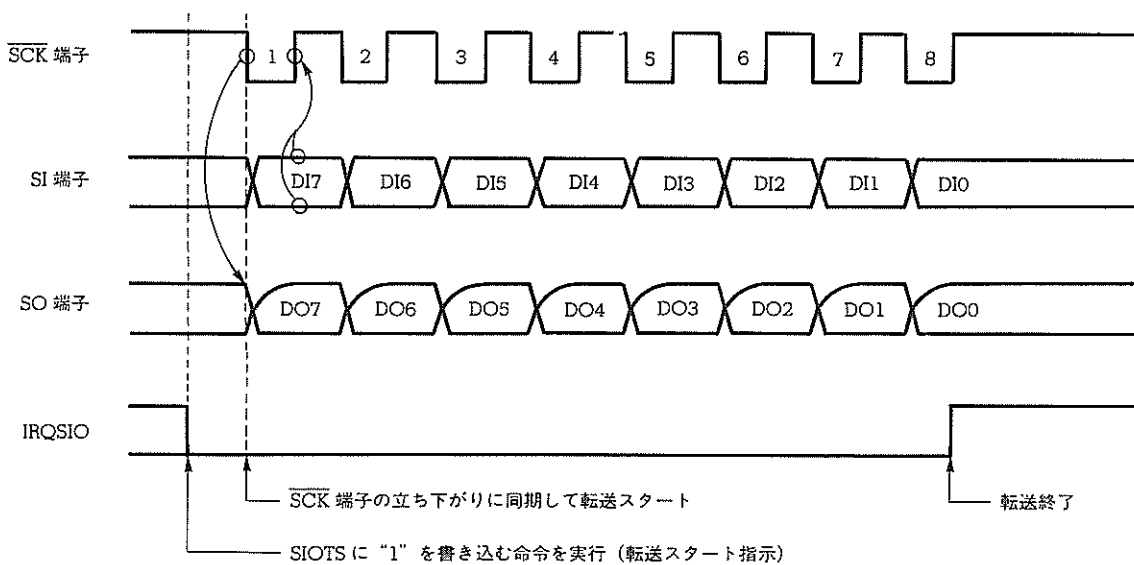 SCK 端子 1 2 3 4 5 6 7 8
SI 端子 DI7 DI6 DI5 DI4 DI3 DI2 DI1 DI0
SO 端子 DO7 DO6 DO5 DO4 DO3 DO2 DO1 DO0
IRQSIO
SCK 端子の立ち下がりに同期して転送スタート
転送終了
SIOTS に “1” を書き込む命令を実行（転送スタート指示）